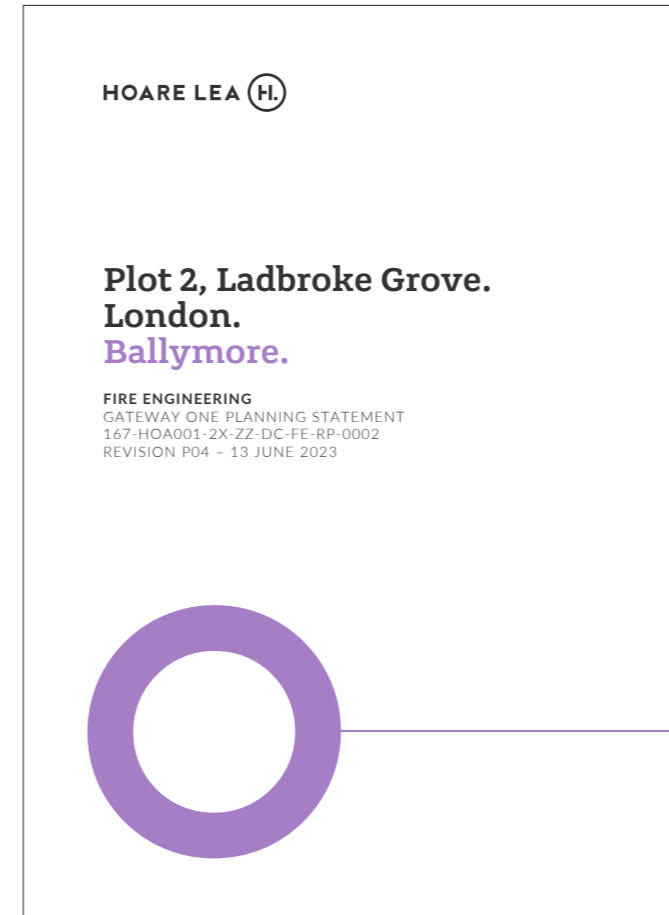 HOARE LEA H.
Plot 2, Ladbroke Grove.
London.
Ballymore.
FIRE ENGINEERING
GATEWAY ONE PLANNING STATEMENT
167-HOA001-2X-ZZ-DC-FE-RP-0002
REVISION P04 – 13 JUNE 2023